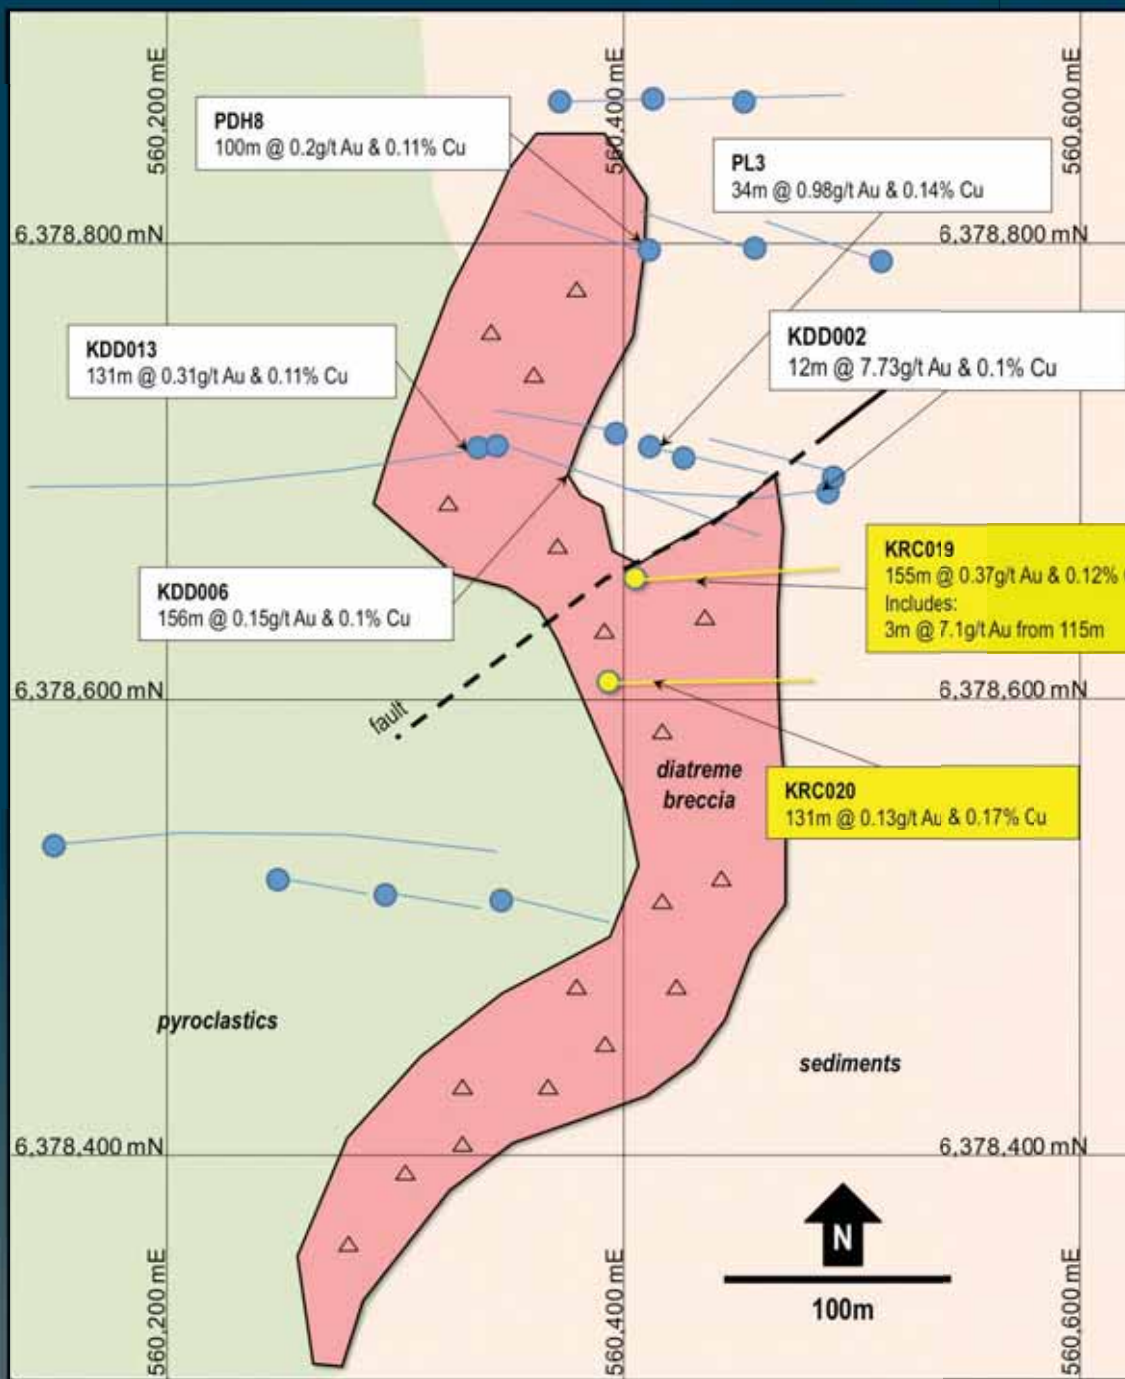 560,200 mE
560,400 mE
560,600 mE
PDH8
100m @ 0.2g/t Au & 0.11% Cu
PL3
34m @ 0.98g/t Au & 0.14% Cu
6,378,800 mN
6,378,800 mN
KDD013
131m @ 0.31g/t Au & 0.11% Cu
KDD002
12m @ 7.73g/t Au & 0.1% Cu
KRC019
155m @ 0.37g/t Au & 0.12%
Includes:
3m @ 7.1g/t Au from 115m
KDD006
156m @ 0.15g/t Au & 0.1% Cu
6,378,600 mN
6,378,600 mN
fault
diatreme
breccia
KRC020
131m @ 0.13g/t Au & 0.17% Cu
pyroclastics
sediments
6,378,400 mN
6,378,400 mN
N
100m
560,200 mE
560,400 mE
560,600 mE